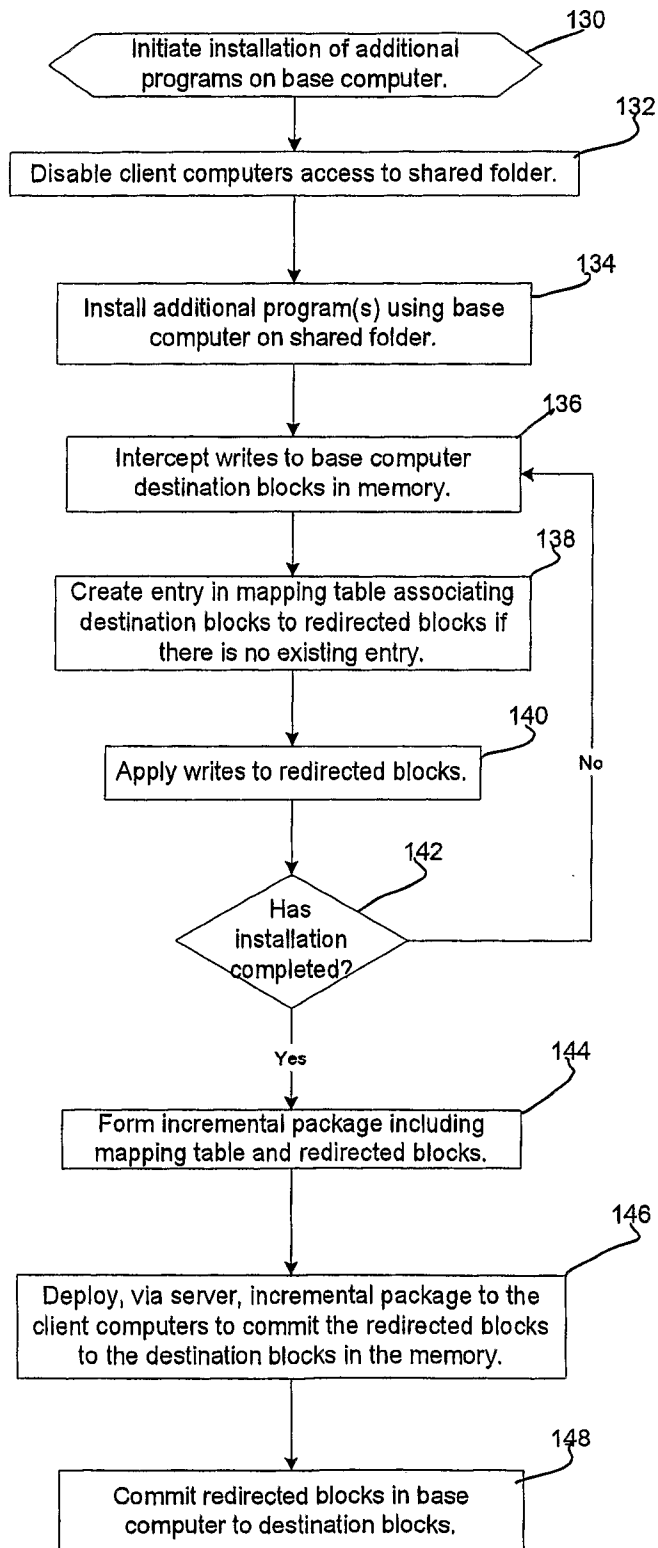 130
Initiate installation of additional
programs on base computer.
132
Disable client computers access to shared folder.
134
Install additional program(s) using base
computer on shared folder.
136
Intercept writes to base computer
destination blocks in memory.
138
Create entry in mapping table associating
destination blocks to redirected blocks if
there is no existing entry.
140
Apply writes to redirected blocks.
No
142
Has
installation
completed?
Yes
144
Form incremental package including
mapping table and redirected blocks.
146
Deploy, via server, incremental package to the
client computers to commit the redirected blocks
to the destination blocks in the memory.
148
Commit redirected blocks in base
computer to destination blocks.